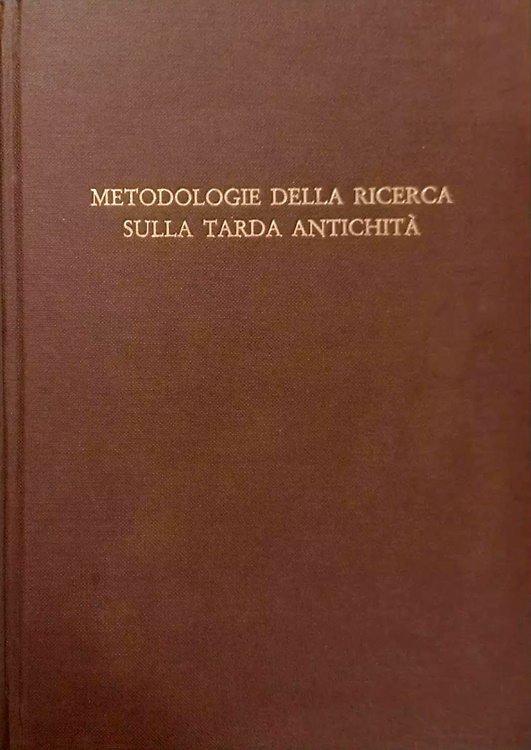 METODOLOGIE DELLA RICERCA
SULLA TARDA ANTICHITÀ